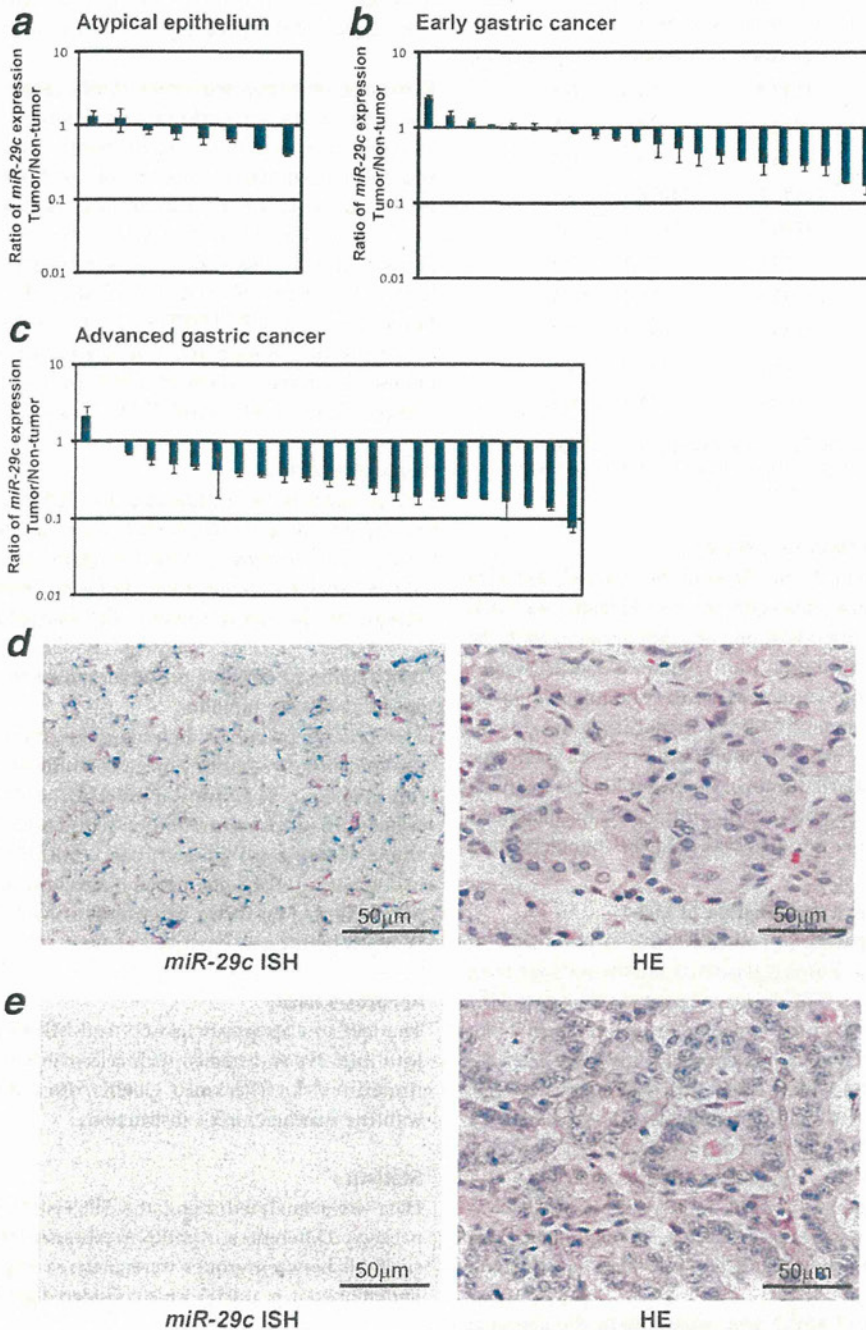 a Atypical epithelium
Ratio of miR-29c expression
Tumor/Non-tumor
10
1
0.1
0.01
b Early gastric cancer
Ratio of miR-29c expression
Tumor/Non-tumor
10
1
0.1
0.01
c Advanced gastric cancer
Ratio of miR-29c expression
Tumor/Non-tumor
10
1
0.1
0.01
d
50µm
50µm
miR-29c ISH
HE
e
50µm
50µm
miR-29c ISH
HE